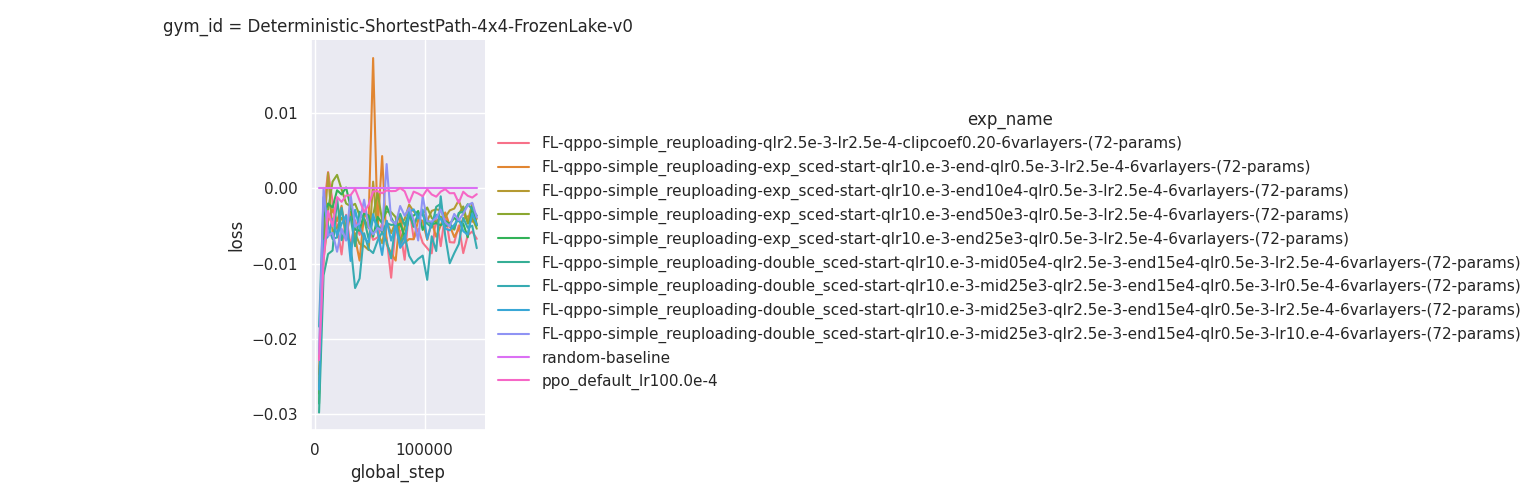 gym_id = Deterministic-ShortestPath-4x4-FrozenLake-v0
0.01
0.00
−0.01
−0.02
−0.03
loss
0
100000
global_step
exp_name
FL-qppo-simple_reuploading-qlr2.5e-3-lr2.5e-4-clipcoef0.20-6varlayers-(72-params)
FL-qppo-simple_reuploading-exp_sced-start-qlr10.e-3-end-qlr0.5e-3-lr2.5e-4-6varlayers-(72-params)
FL-qppo-simple_reuploading-exp_sced-start-qlr10.e-3-end10e4-qlr0.5e-3-lr2.5e-4-6varlayers-(72-params)
FL-qppo-simple_reuploading-exp_sced-start-qlr10.e-3-end50e3-qlr0.5e-3-lr2.5e-4-6varlayers-(72-params)
FL-qppo-simple_reuploading-exp_sced-start-qlr10.e-3-end25e3-qlr0.5e-3-lr2.5e-4-6varlayers-(72-params)
FL-qppo-simple_reuploading-double_sced-start-qlr10.e-3-mid05e4-qlr2.5e-3-end15e4-qlr0.5e-3-lr2.5e-4-6varlayers-(72-params)
FL-qppo-simple_reuploading-double_sced-start-qlr10.e-3-mid25e3-qlr2.5e-3-end15e4-qlr0.5e-3-lr0.5e-4-6varlayers-(72-params)
FL-qppo-simple_reuploading-double_sced-start-qlr10.e-3-mid25e3-qlr2.5e-3-end15e4-qlr0.5e-3-lr2.5e-4-6varlayers-(72-params)
FL-qppo-simple_reuploading-double_sced-start-qlr10.e-3-mid25e3-qlr2.5e-3-end15e4-qlr0.5e-3-lr10.e-4-6varlayers-(72-params)
random-baseline
ppo_default_lr100.0e-4